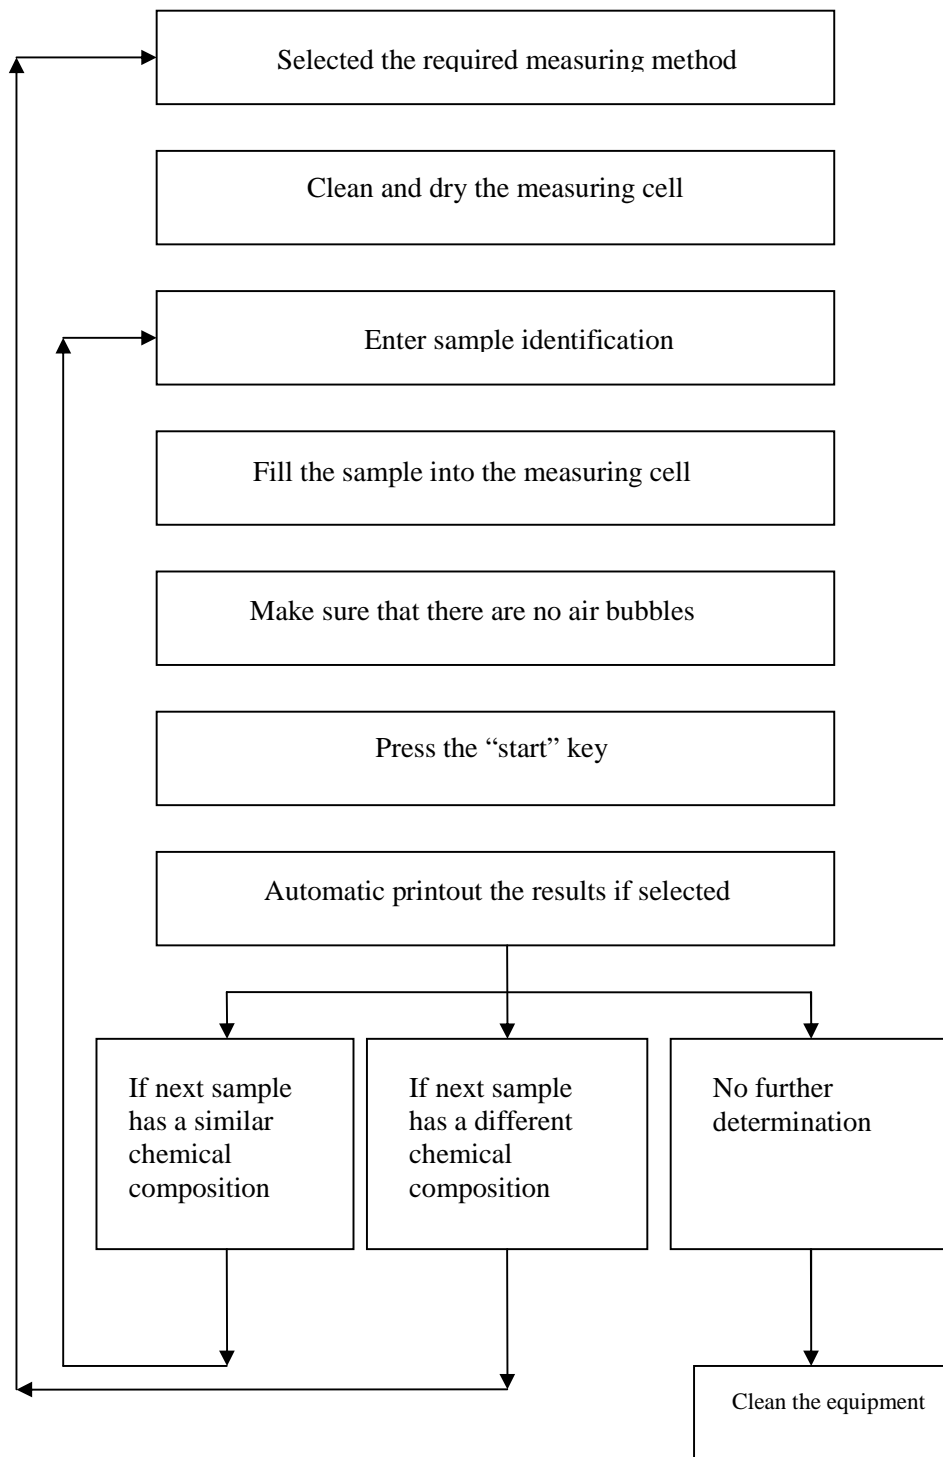 Selected the required measuring method
Clean and dry the measuring cell
Enter sample identification
Fill the sample into the measuring cell
Make sure that there are no air bubbles
Press the “start” key
Automatic printout the results if selected
If next sample
has a similar
chemical
composition
If next sample
has a different
chemical
composition
No further
determination
Clean the equipment